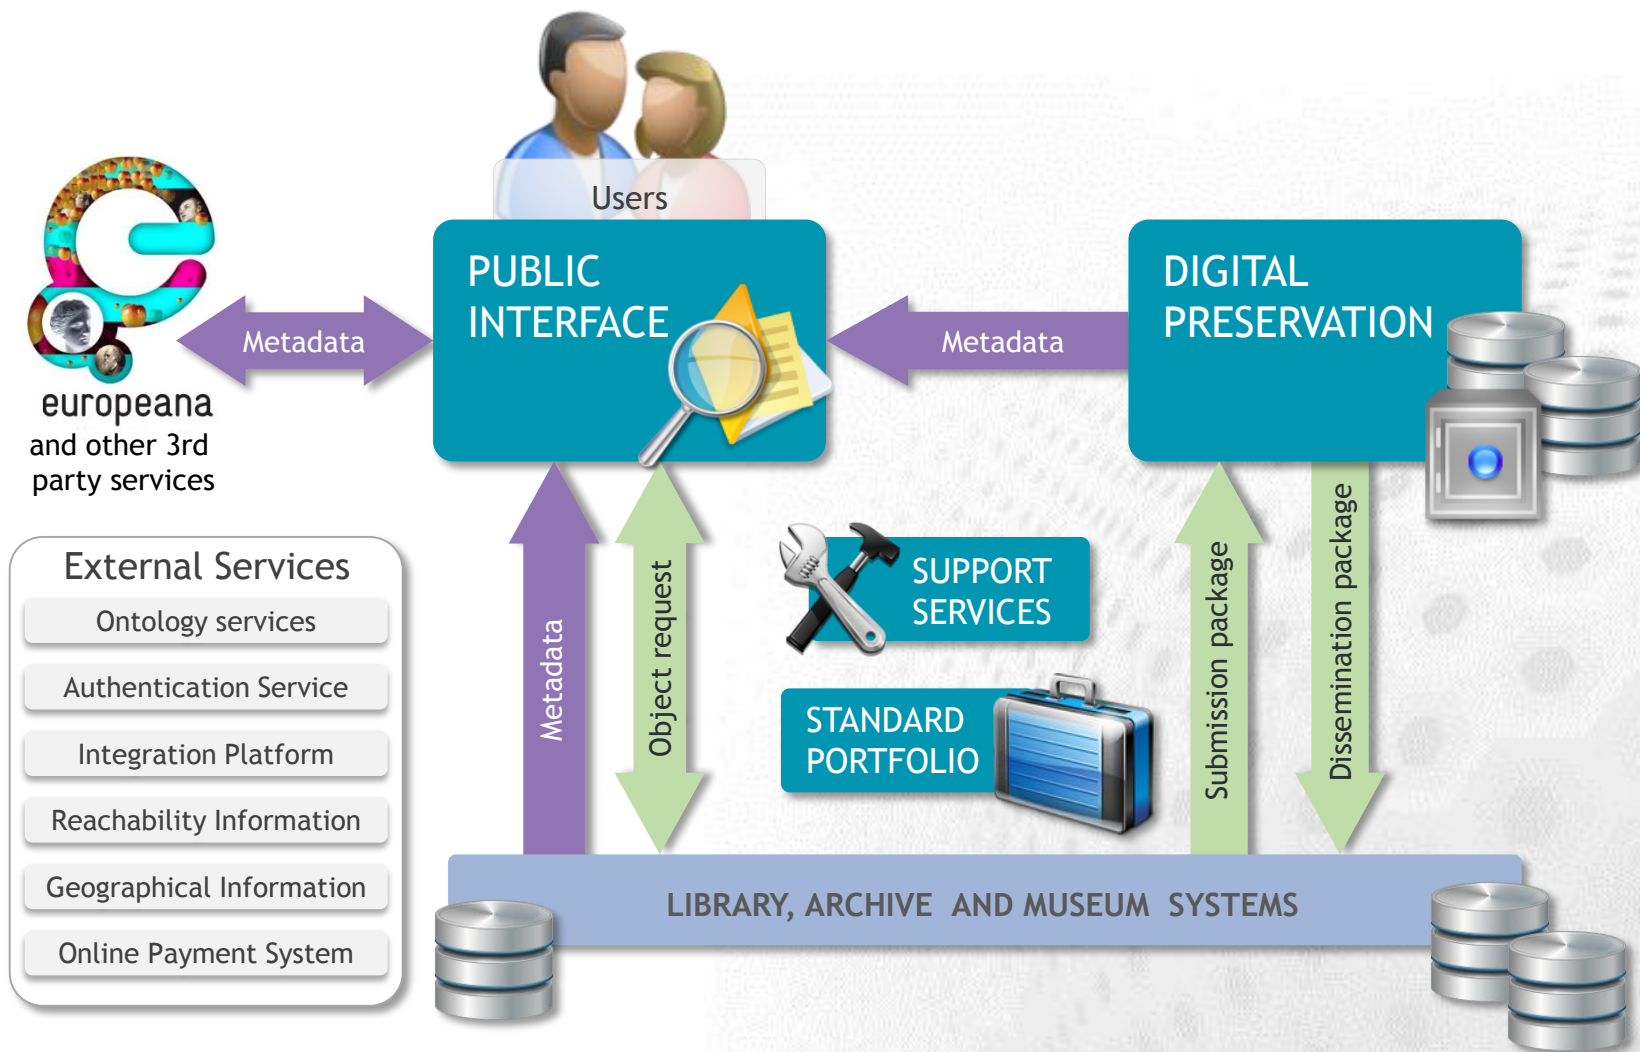 Users
PUBLIC
INTERFACE
DIGITAL
PRESERVATION
Metadata
Metadata
europeana
and other 3rd
party services
External Services
Ontology services
Authentication Service
Integration Platform
Reachability Information
Geographical Information
Online Payment System
Metadata
Object request
SUPPORT
SERVICES
STANDARD
PORTFOLIO
Submission package
Dissemination package
LIBRARY, ARCHIVE AND MUSEUM SYSTEMS